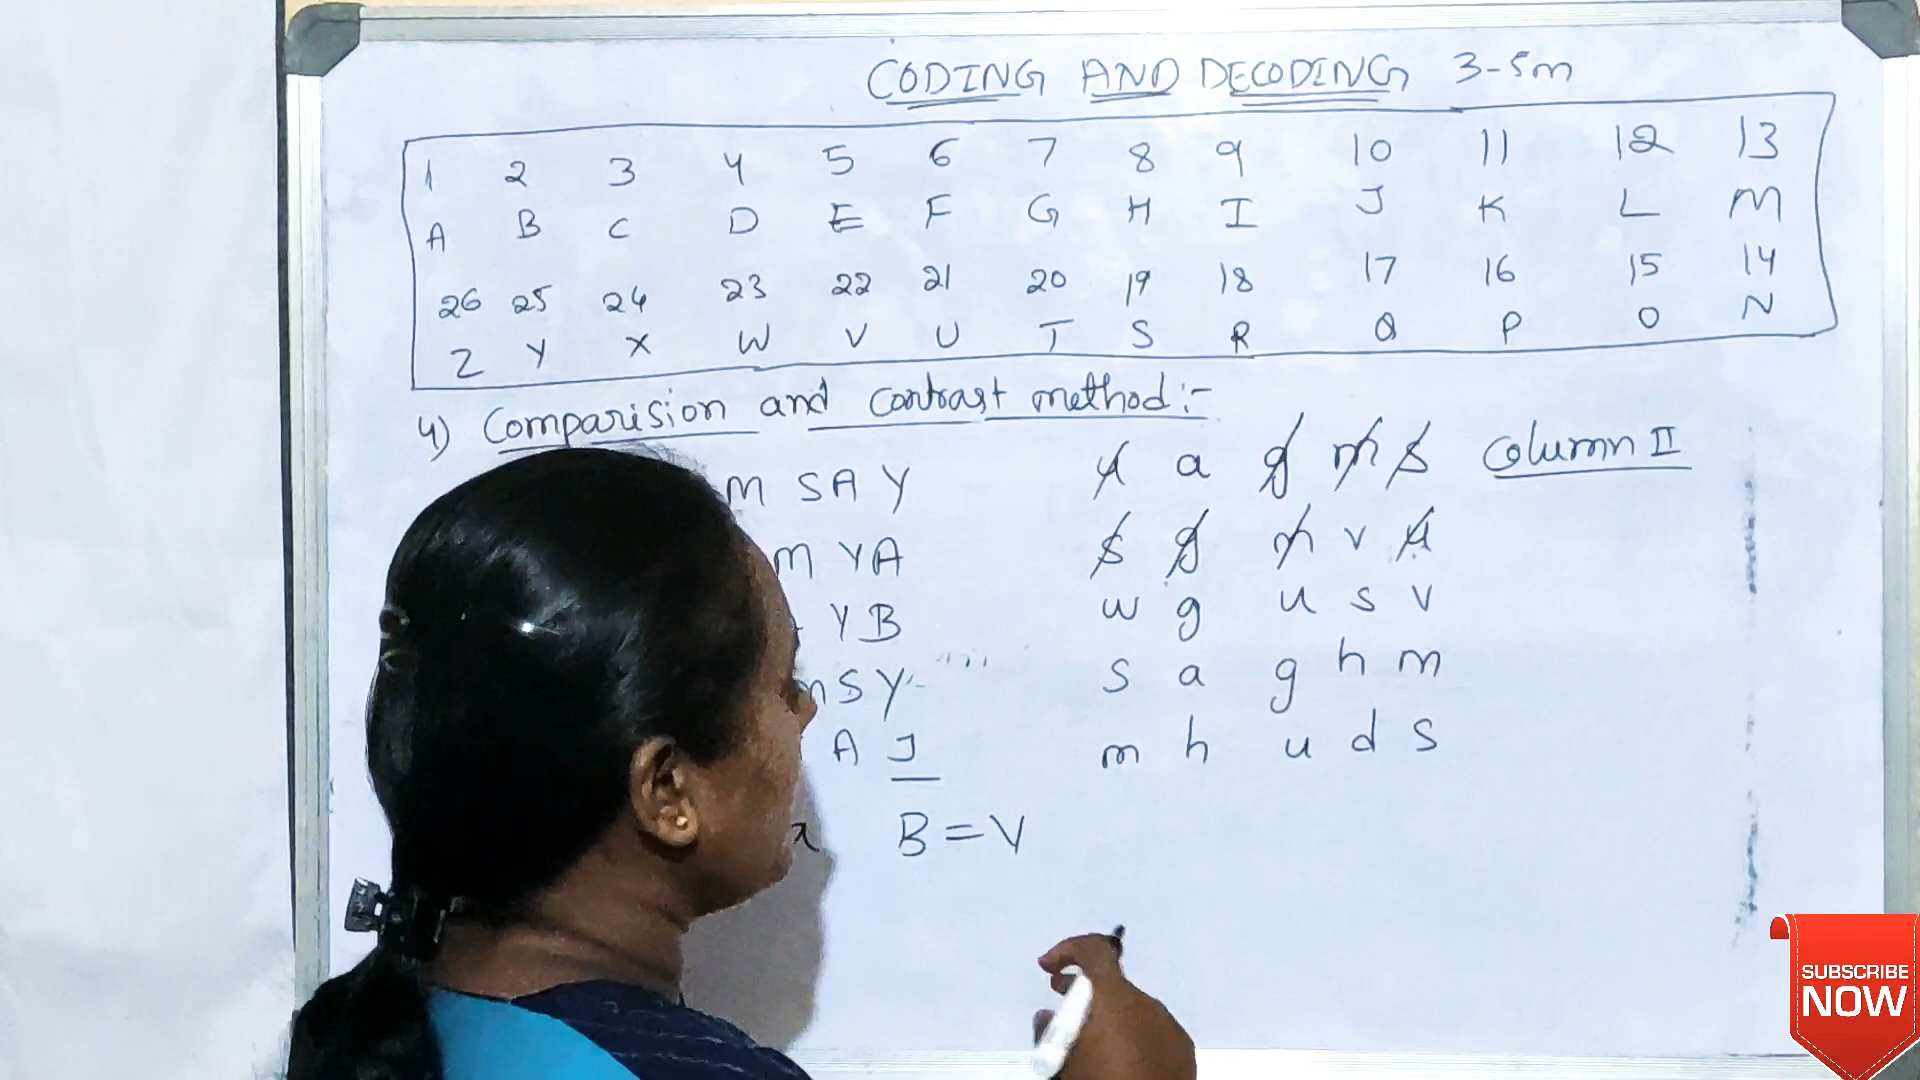 CODING AND DECODING 3-5m
1 2 3 4 5 6 7 8 9 10 11 12 13
A B C D E F G H I J K L M
26 25 24 23 22 21 20 19 18 17 16 15 14
Z Y X W V U T S R Q P O N
4) Comparision and contrast method:-
M S A Y u a g m s Column II
M Y A s g m v u
Y B w g u s v
m S Y s a g h m
A J m h u d s
B = V
SUBSCRIBE
NOW